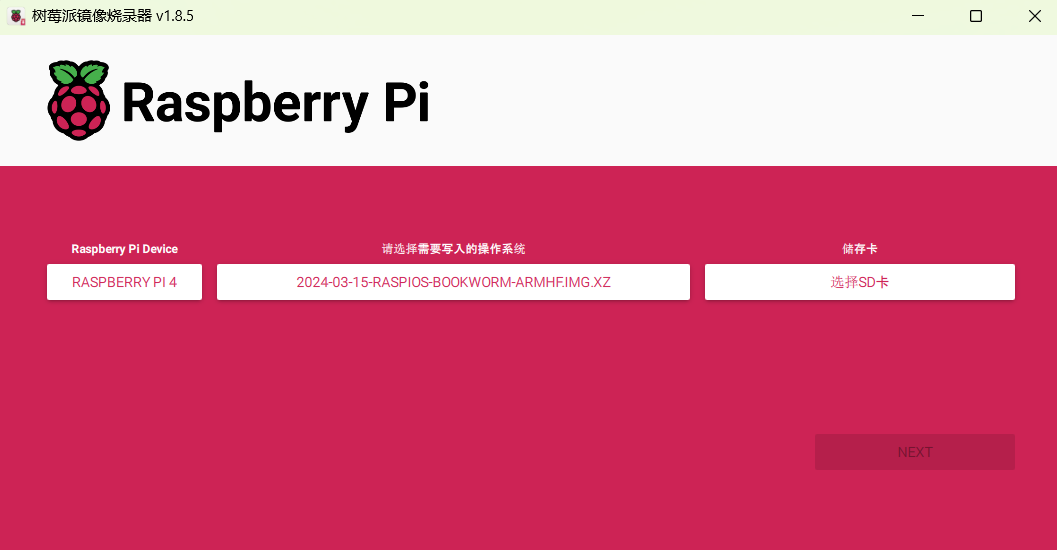 树莓派镜像烧录器 v1.8.5
Raspberry Pi
Raspberry Pi Device
请选择需要写入的操作系统
储存卡
RASPBERRY PI 4
2024-03-15-RASPIOS-BOOKWORM-ARMHF.IMG.XZ
选择SD卡
NEXT